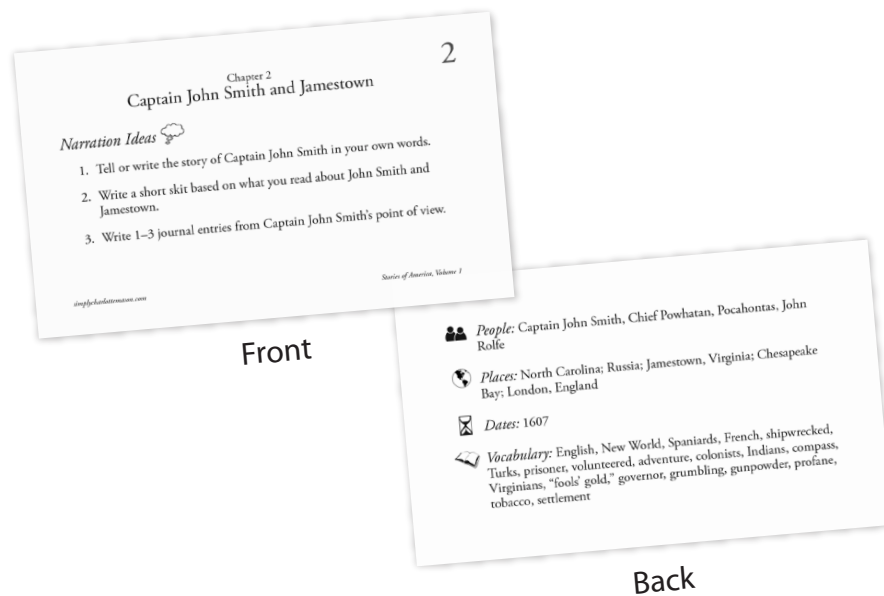 2
Chapter 2
Captain John Smith and Jamestown
Narration Ideas
1. Tell or write the story of Captain John Smith in your own words.
2. Write a short skit based on what you read about John Smith and
Jamestown.
3. Write 1–3 journal entries from Captain John Smith's point of view.
simplycharlottemason.com
Stories of America, Volume 1
Front
People: Captain John Smith, Chief Powhatan, Pocahontas, John
Rolfe
Places: North Carolina; Russia; Jamestown, Virginia; Chesapeake
Bay; London, England
Dates: 1607
Vocabulary: English, New World, Spaniards, French, shipwrecked,
Turks, prisoner, volunteered, adventure, colonists, Indians, compass,
Virginians, "fools' gold," governor, grumbling, gunpowder, profane,
tobacco, settlement
Back